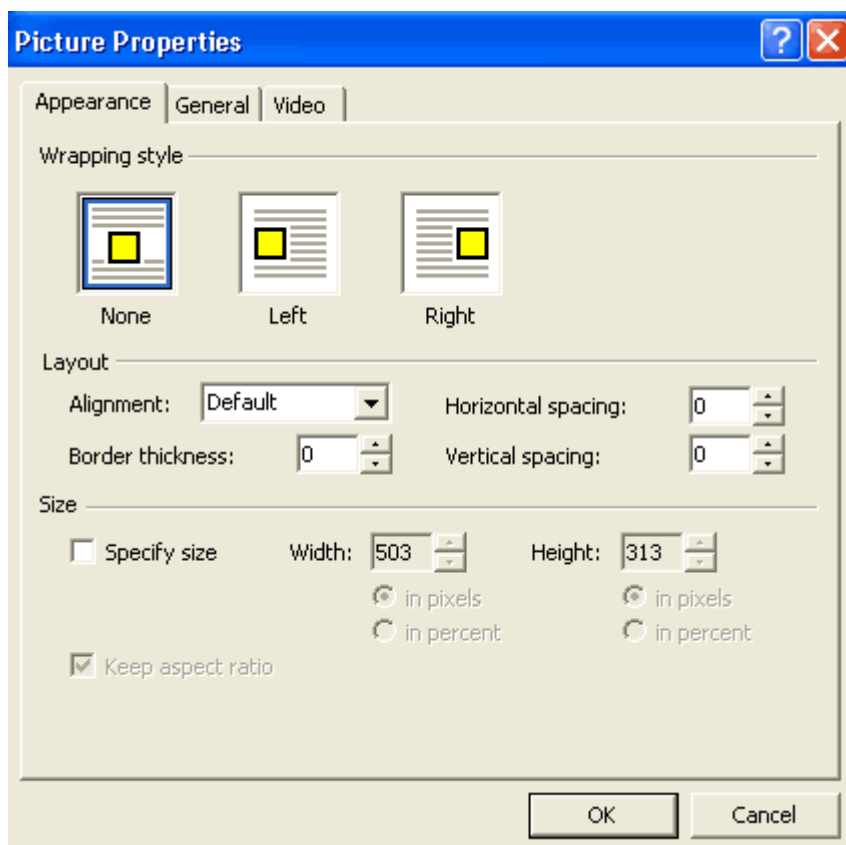 Picture Properties
?
Appearance General Video
Wrapping style
None Left Right
Layout
Alignment: Default Horizontal spacing: 0
Border thickness: 0 Vertical spacing: 0
Size
Specify size Width: 503 Height: 313
in pixels in pixels
in percent in percent
Keep aspect ratio
OK Cancel